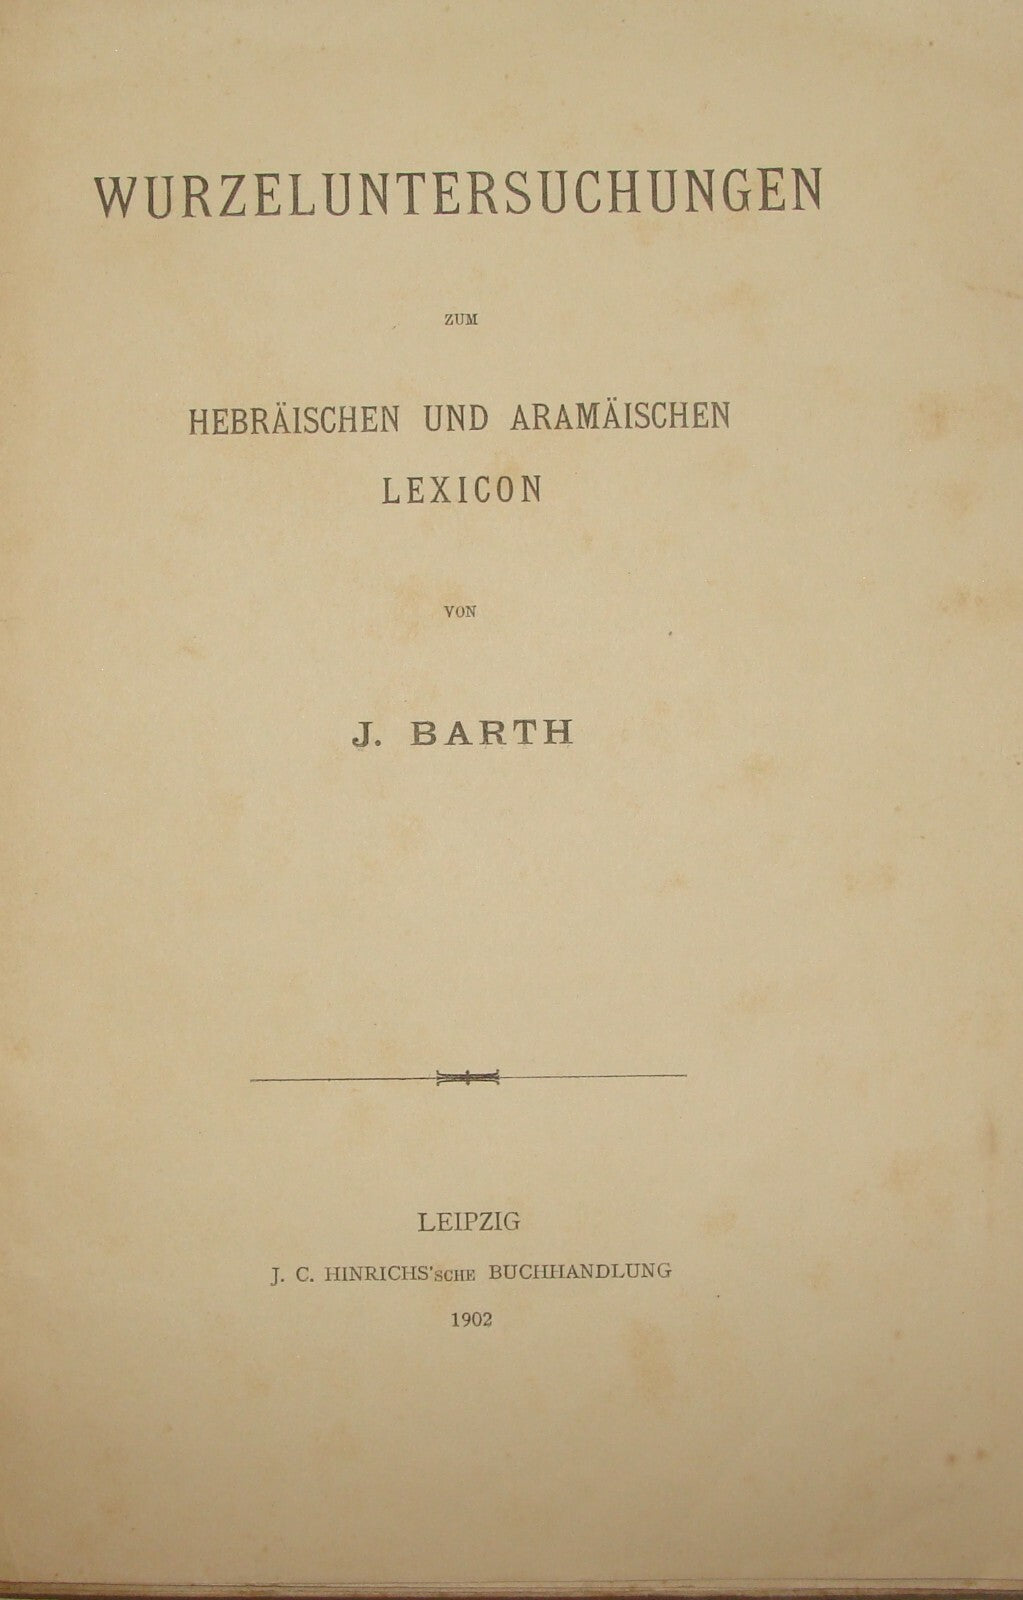 WURZELUNTERSUCHUNGEN
ZUM
HEBRÄISCHEN UND ARAMÄISCHEN
LEXICON
VON
J. BARTH
LEIPZIG
J. C. HINRICHS'SCHE BUCHHANDLUNG
1902